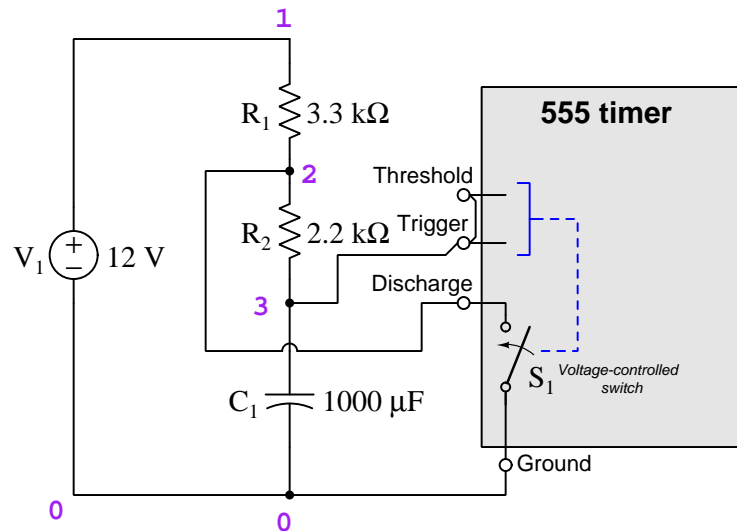 1
555 timer
R1 3.3 kΩ
Threshold
2
Trigger
R2 2.2 kΩ
V1 12 V
+
−
Discharge
3
S1
Voltage-controlled
switch
C1 1000 µF
Ground
0
0